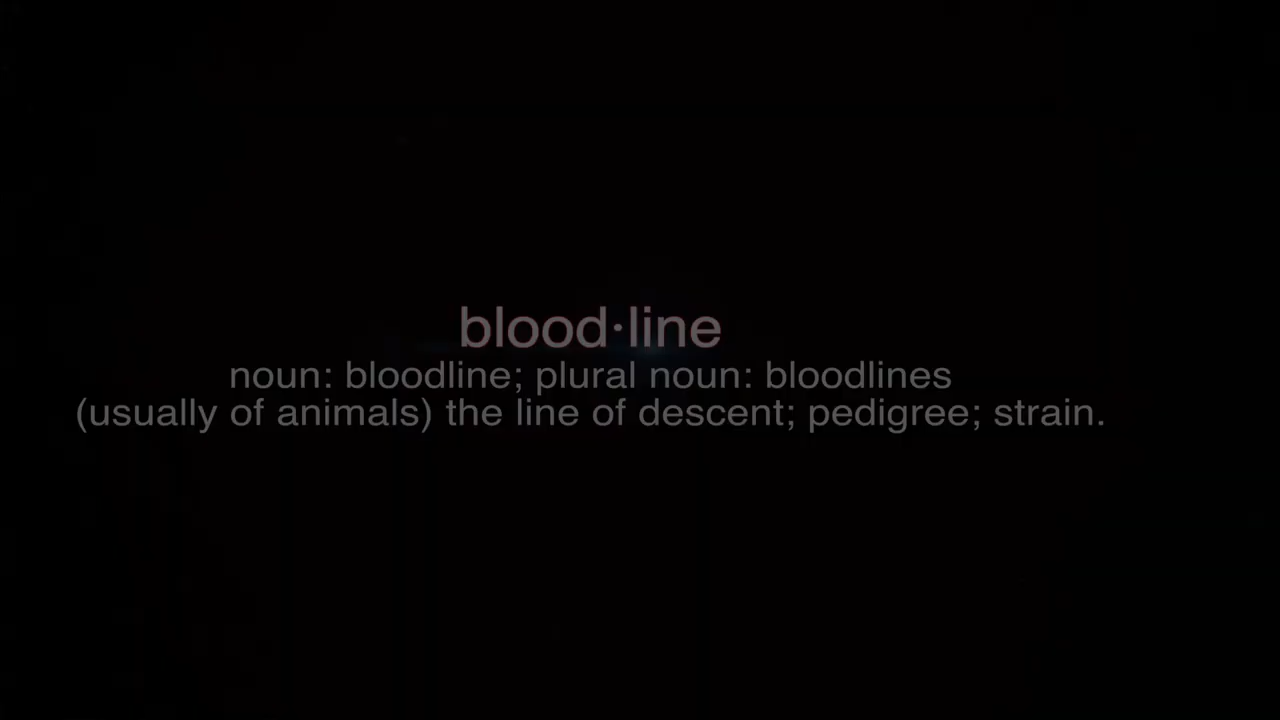 blood·line
noun: bloodline; plural noun: bloodlines
(usually of animals) the line of descent; pedigree; strain.